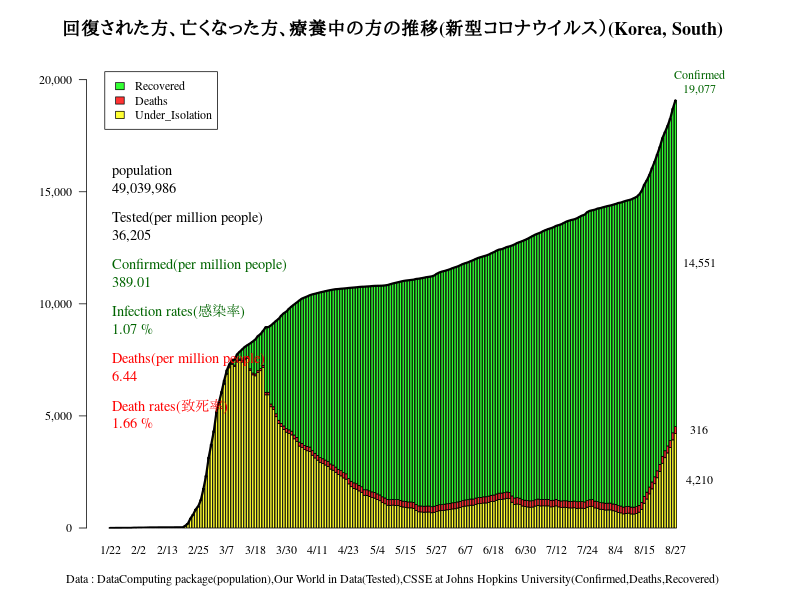 回復された方、亡くなった方、療養中の方の推移(新型コロナウイルス)(Korea, South)
Confirmed
19,077
20,000
Recovered
Deaths
Under_Isolation
population
49,039,986
15,000
Tested(per million people)
36,205
Confirmed(per million people)
389.01
14,551
10,000
Infection rates(感染率)
1.07 %
Deaths(per million people)
6.44
Death rates(致死率)
1.66 %
5,000
316
4,210
0
1/22 2/2 2/13 2/25 3/7 3/18 3/30 4/11 4/23 5/4 5/15 5/27 6/7 6/18 6/30 7/12 7/24 8/4 8/15 8/27
Data : DataComputing package(population),Our World in Data(Tested),CSSE at Johns Hopkins University(Confirmed,Deaths,Recovered)